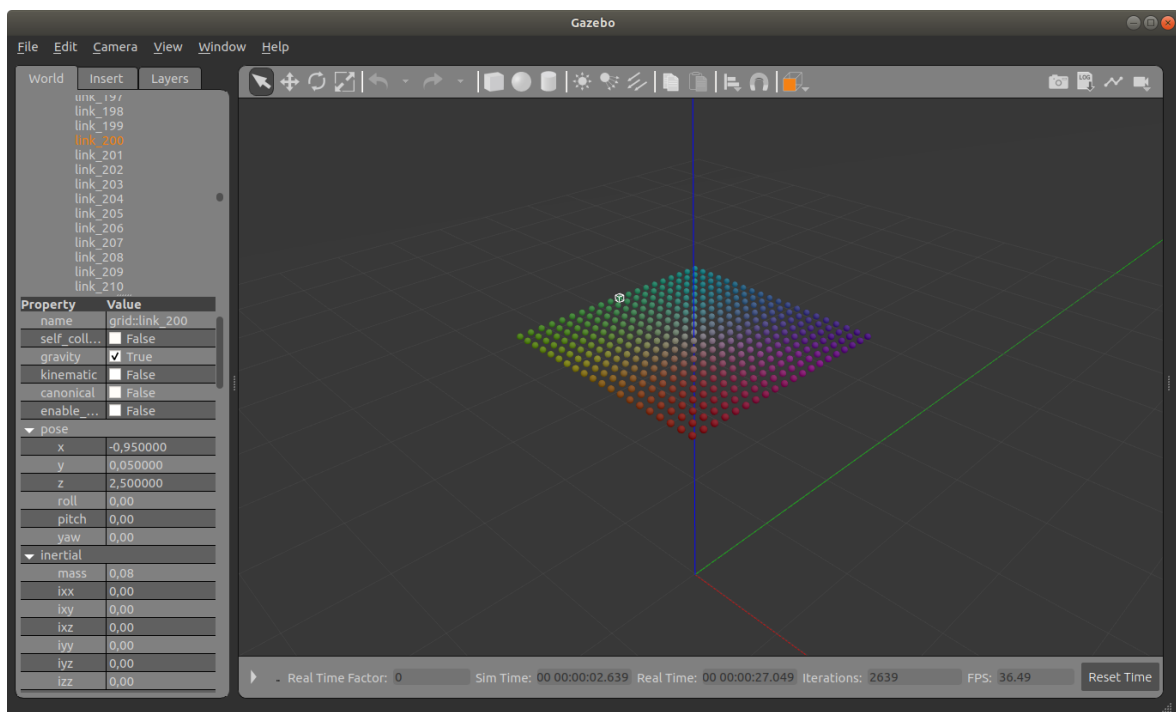 Gazebo
File Edit Camera View Window Help
World Insert Layers
LOG
link_197
link_198
link_199
link_200
link_201
link_202
link_203
link_204
link_205
link_206
link_207
link_208
link_209
link_210
Property Value
name grid::link_200
self_coll... False
gravity True
kinematic False
canonical False
enable_... False
pose
x -0,950000
y 0,050000
z 2,500000
roll 0,00
pitch 0,00
yaw 0,00
inertial
mass 0,08
ixx 0,00
ixy 0,00
ixz 0,00
iyy 0,00
iyz 0,00
izz 0,00
Real Time Factor: 0 Sim Time: 00 00:00:02.639 Real Time: 00 00:00:27.049 Iterations: 2639 FPS: 36.49 Reset Time